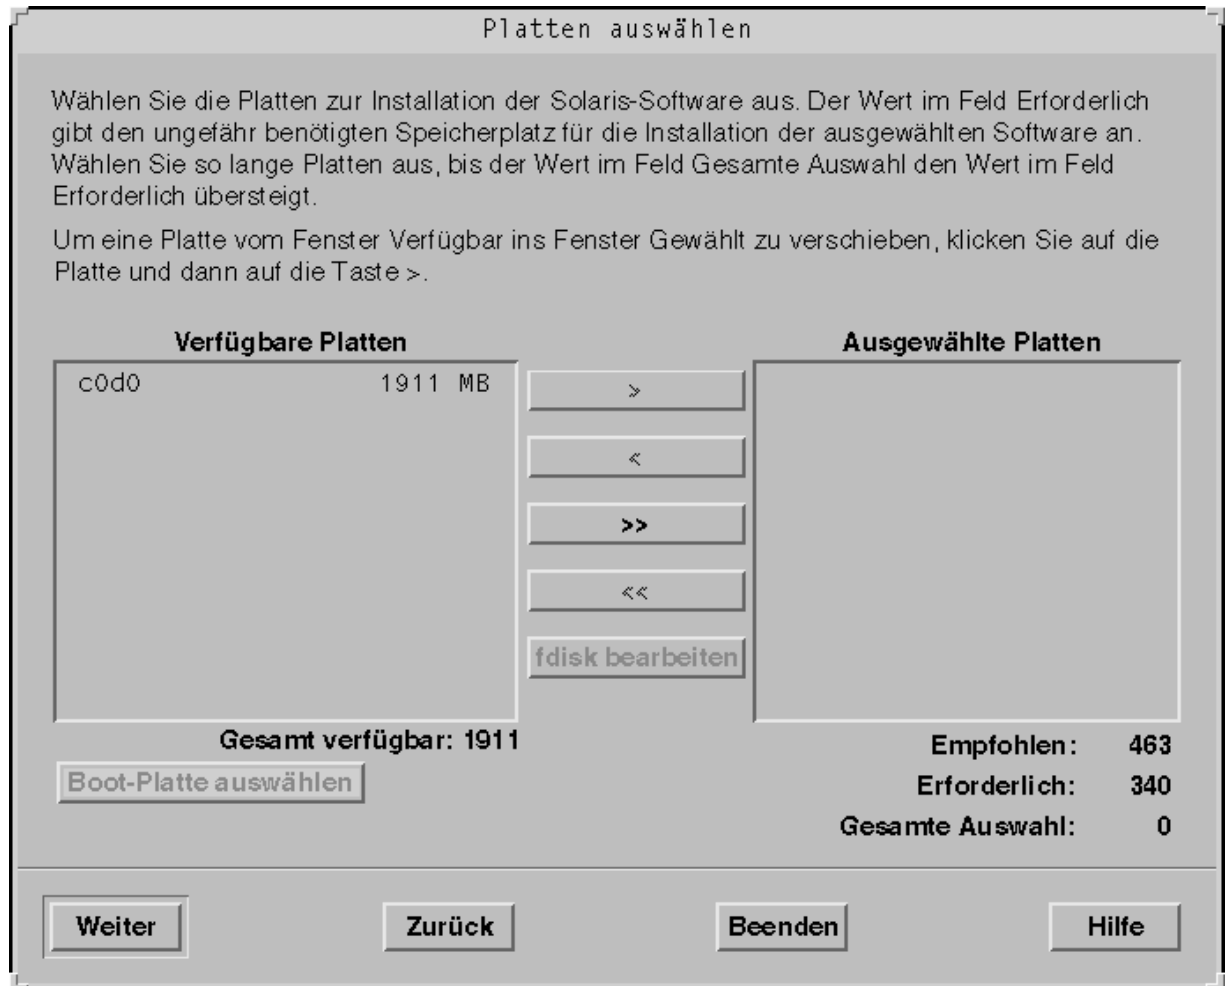 Platten auswählen
Wählen Sie die Platten zur Installation der Solaris-Software aus. Der Wert im Feld Erforderlich
gibt den ungefähr benötigten Speicherplatz für die Installation der ausgewählten Software an.
Wählen Sie so lange Platten aus, bis der Wert im Feld Gesamte Auswahl den Wert im Feld
Erforderlich übersteigt.
Um eine Platte vom Fenster Verfügbar ins Fenster Gewählt zu verschieben, klicken Sie auf die
Platte und dann auf die Taste >.
Verfügbare Platten
c0d0 1911 MB
Gesamt verfügbar: 1911
Boot-Platte auswählen
>
<
>>
<<
fdisk bearbeiten
Ausgewählte Platten
Empfohlen: 463
Erforderlich: 340
Gesamte Auswahl: 0
Weiter Zurück Beenden Hilfe